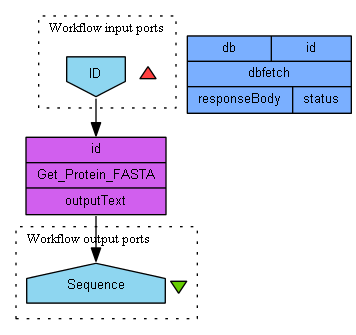 Workflow input ports
ID
db id
dbfetch
responseBody status
id
Get_Protein_FASTA
outputText
Workflow output ports
Sequence